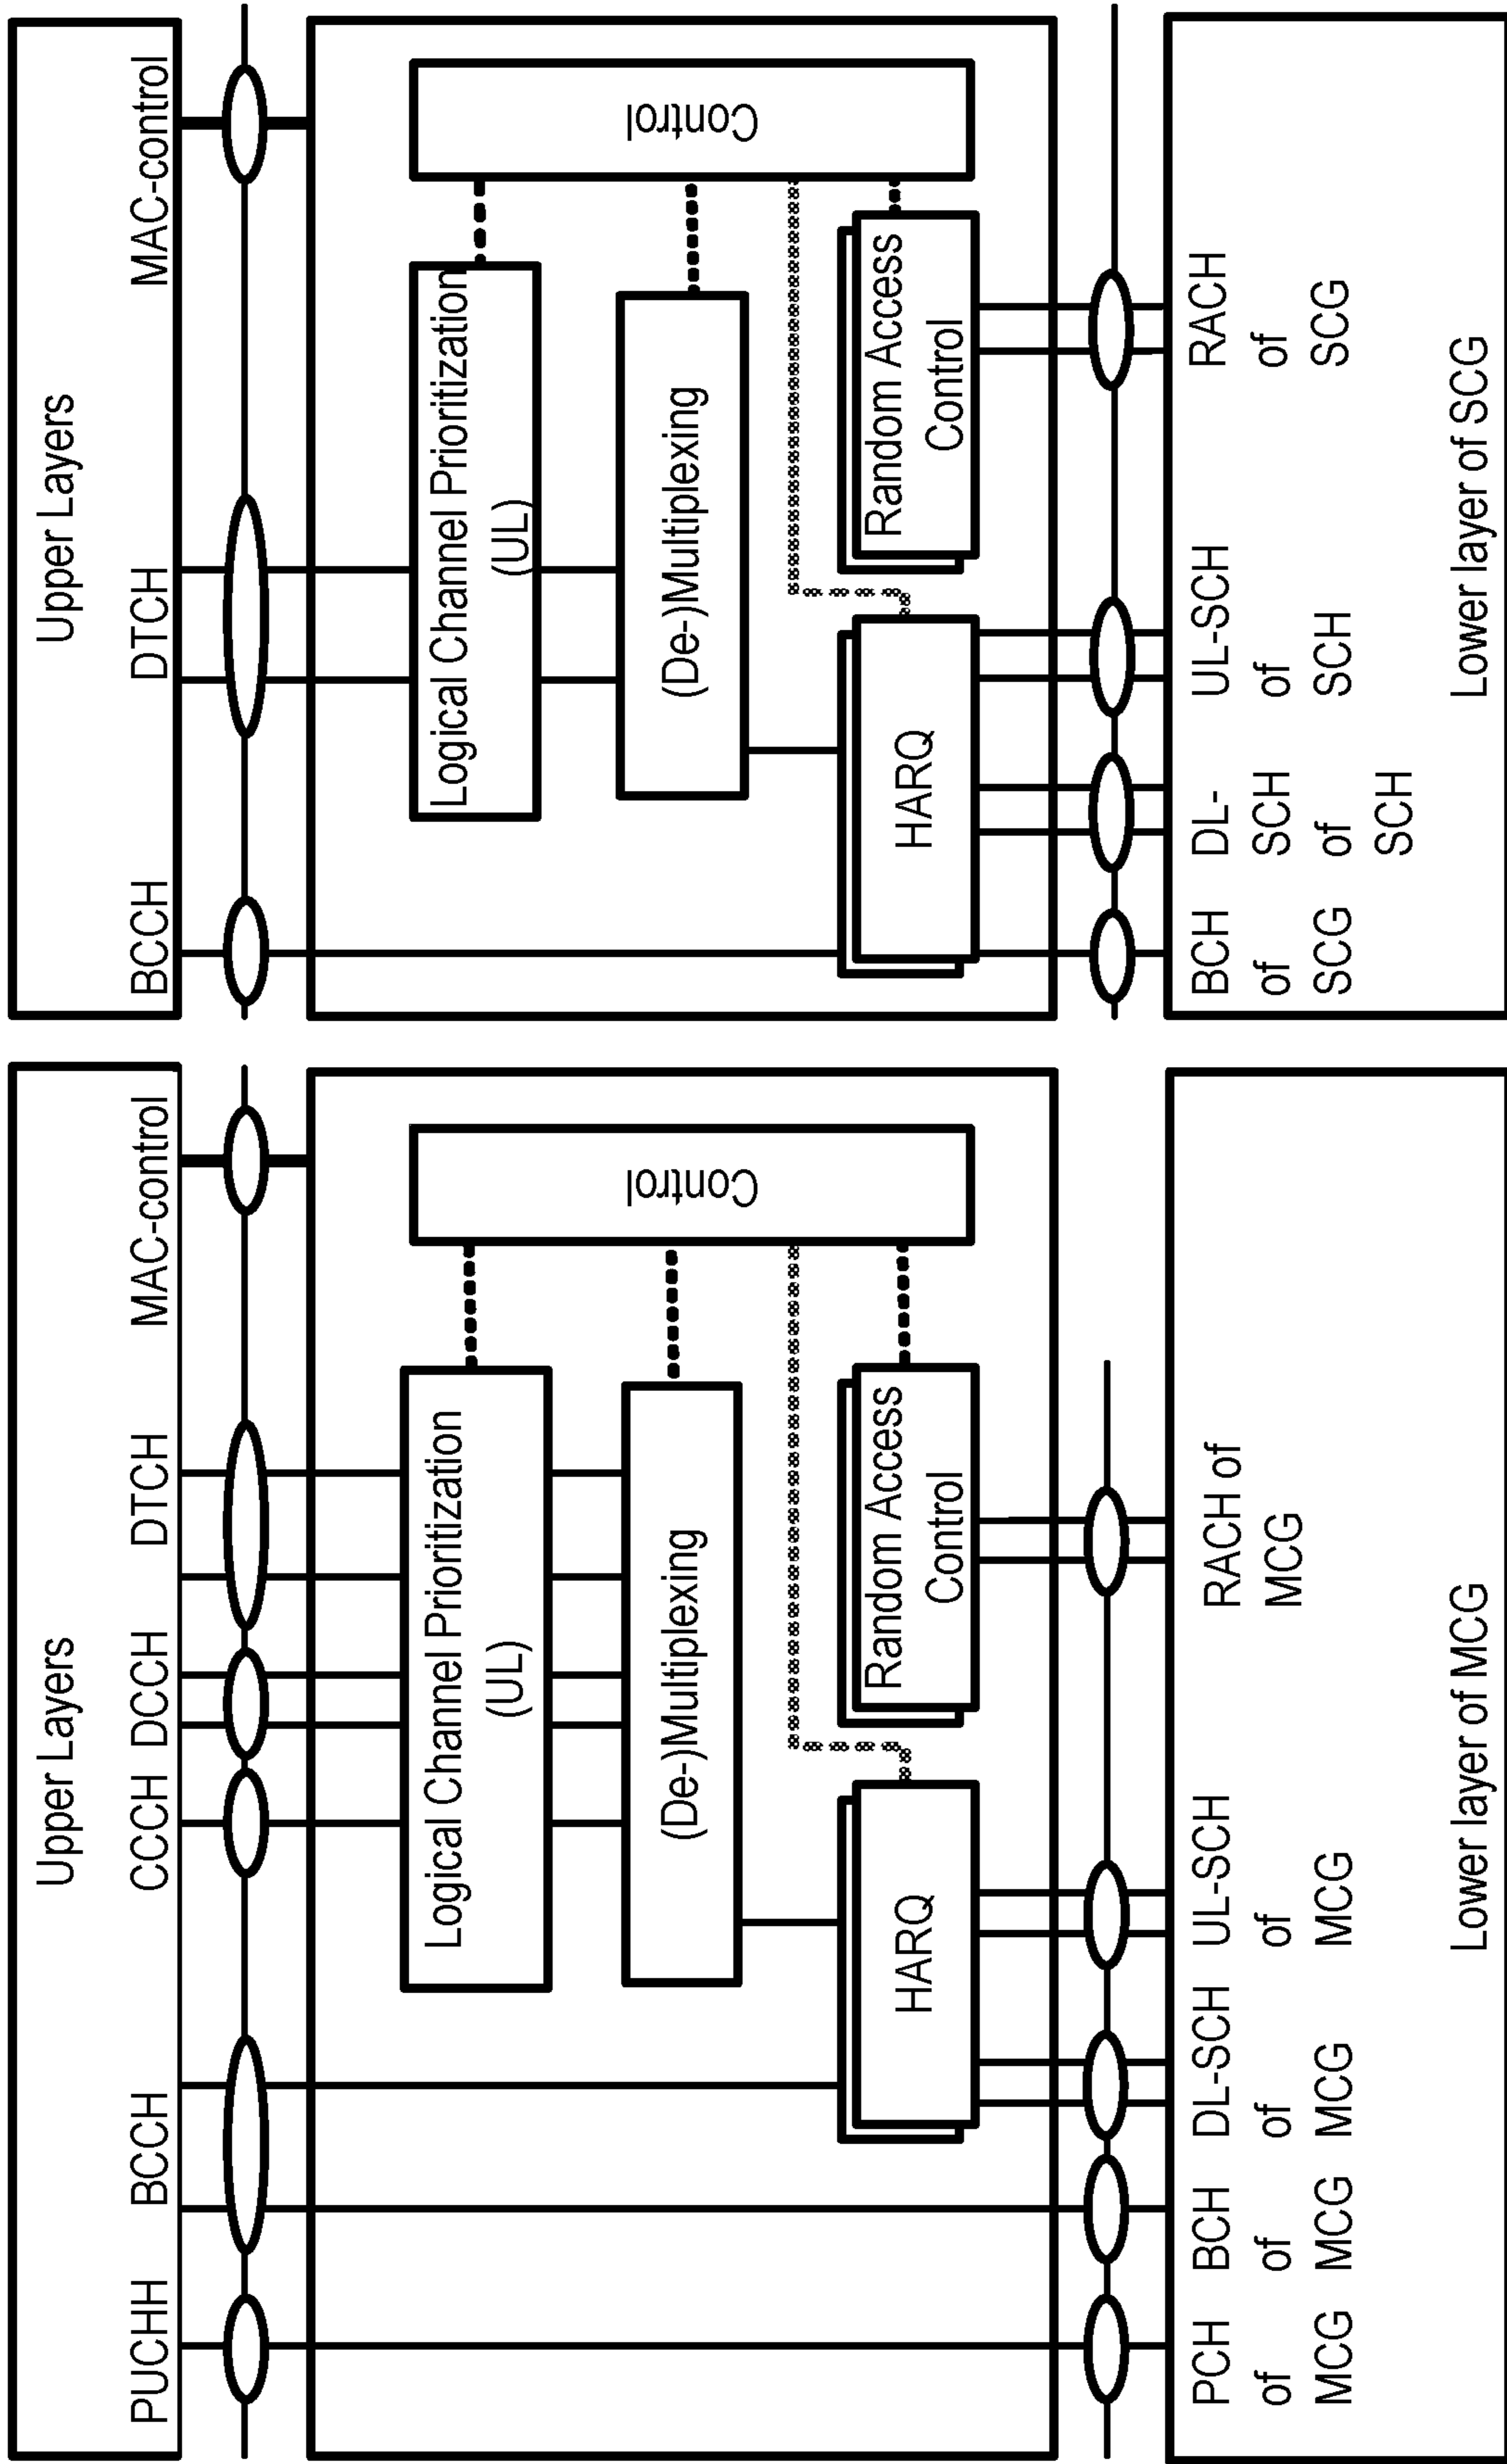 Upper Layers
PUCHH
BCCH
CCCH
DCCH
DTCH
MAC-control
Logical Channel Prioritization
(UL)
(De-)Multiplexing
HARQ
Random Access
Control
Control
PCH
of
MCG
BCH
of
MCG
DL-SCH
of
MCG
UL-SCH
of
MCG
RACH of
MCG
Lower layer of MCG
Upper Layers
BCCH
DTCH
MAC-control
Logical Channel Prioritization
(UL)
(De-)Multiplexing
HARQ
Random Access
Control
Control
BCH
of
SCG
DL-
SCH
of
SCH
UL-SCH
of
SCH
RACH
of
SCG
Lower layer of SCG